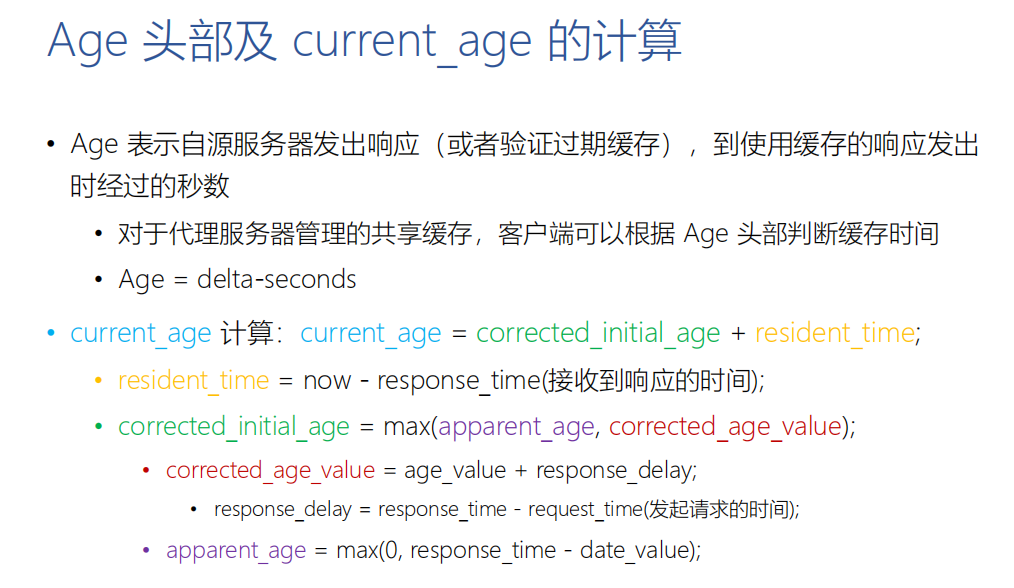 Age 头部及 current_age 的计算
• Age 表示自源服务器发出响应（或者验证过期缓存），到使用缓存的响应发出
时经过的秒数
• 对于代理服务器管理的共享缓存，客户端可以根据 Age 头部判断缓存时间
• Age = delta-seconds
• current_age 计算：current_age = corrected_initial_age + resident_time;
• resident_time = now - response_time(接收到响应的时间);
• corrected_initial_age = max(apparent_age, corrected_age_value);
• corrected_age_value = age_value + response_delay;
• response_delay = response_time - request_time(发起请求的时间);
• apparent_age = max(0, response_time - date_value);